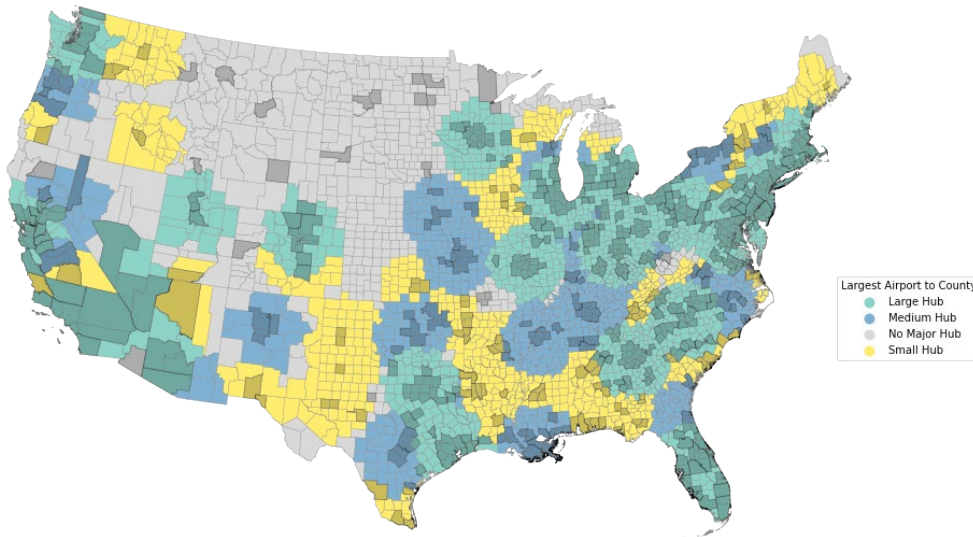 Largest Airport to County
Large Hub
Medium Hub
No Major Hub
Small Hub